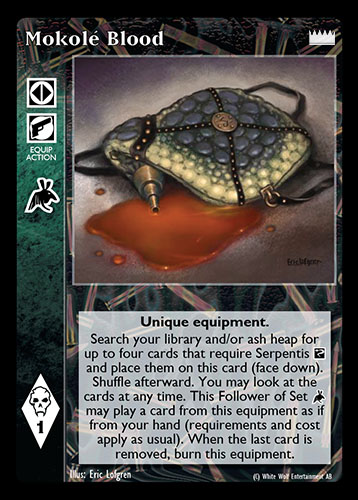 Mokolé Blood
EQUIP
ACTION
Eric Lofgren
Unique equipment.
Search your library and/or ash heap for
up to four cards that require Serpentis
and place them on this card (face down).
Shuffle afterward. You may look at the
cards at any time. This Follower of Set
may play a card from this equipment as if
from your hand (requirements and cost
apply as usual). When the last card is
removed, burn this equipment.
1
Illus: Eric Lofgren
(C) White Wolf Entertainment AB